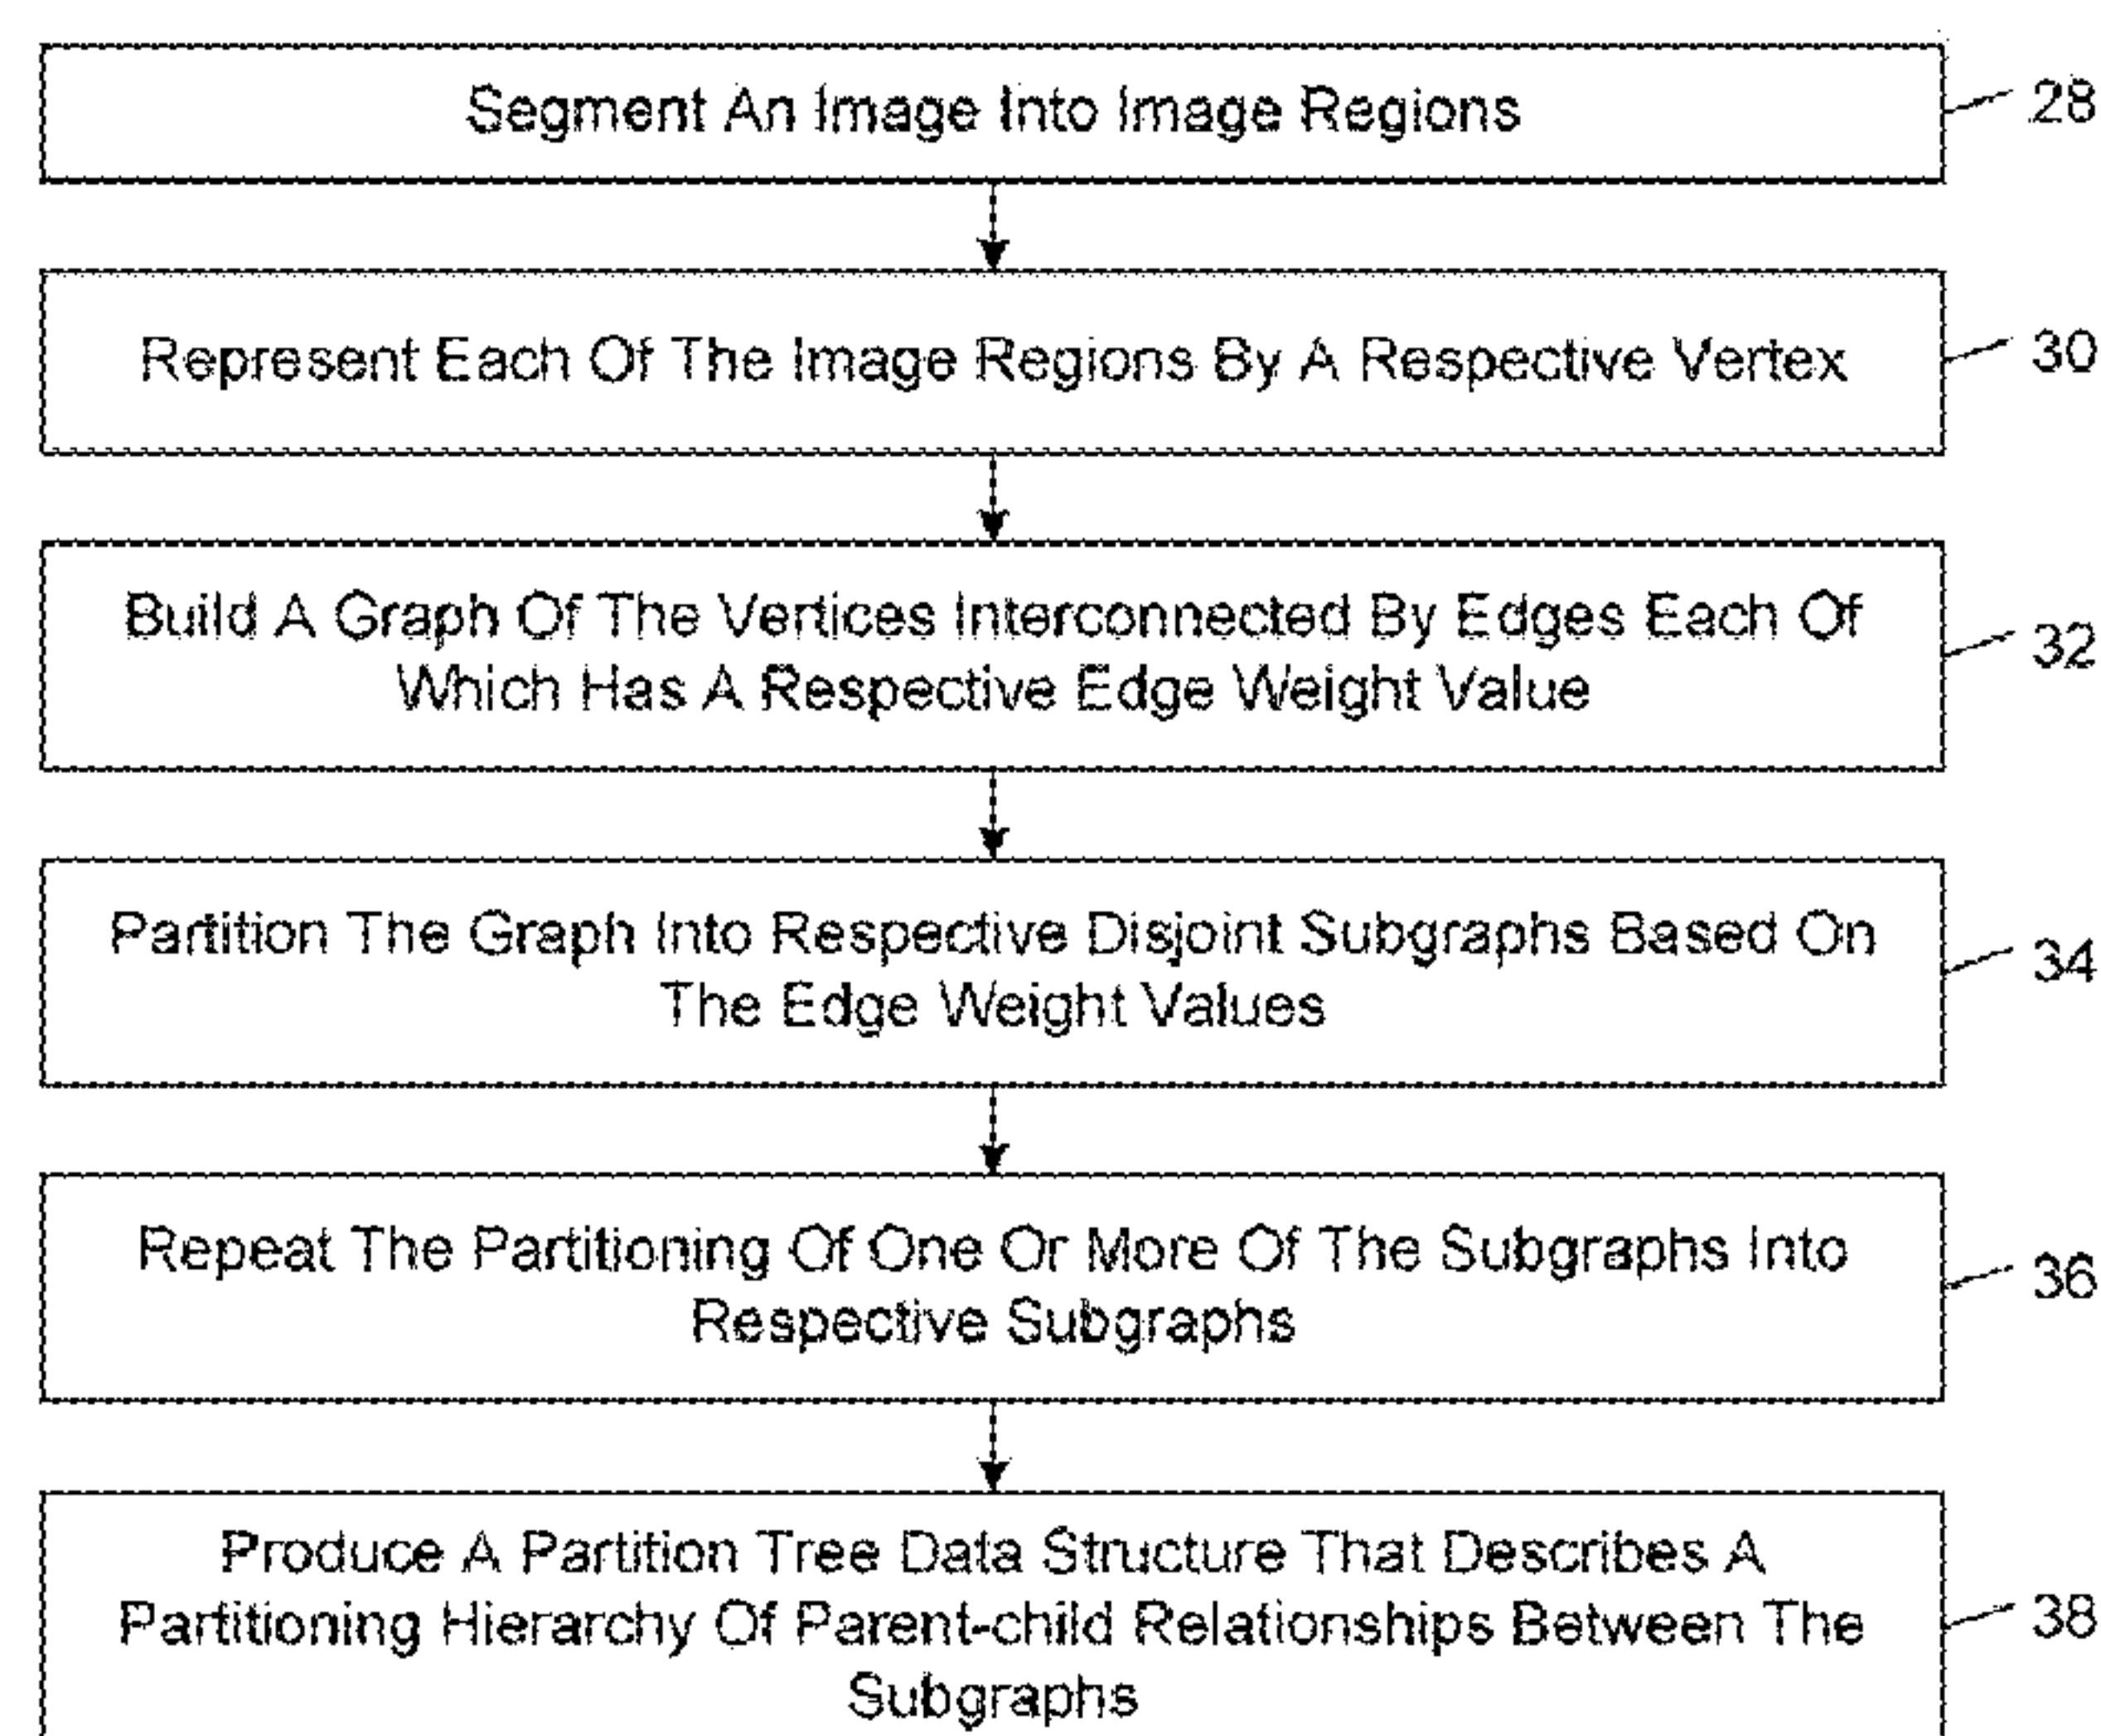 Segment An Image Into Image Regions
28
Represent Each Of The Image Regions By A Respective Vertex
30
Build A Graph Of The Vertices Interconnected By Edges Each Of
Which Has A Respective Edge Weight Value
32
Partition The Graph Into Respective Disjoint Subgraphs Based On
The Edge Weight Values
34
Repeat The Partitioning Of One Or More Of The Subgraphs Into
Respective Subgraphs
36
Produce A Partition Tree Data Structure That Describes A
Partitioning Hierarchy Of Parent-child Relationships Between The
Subgraphs
38